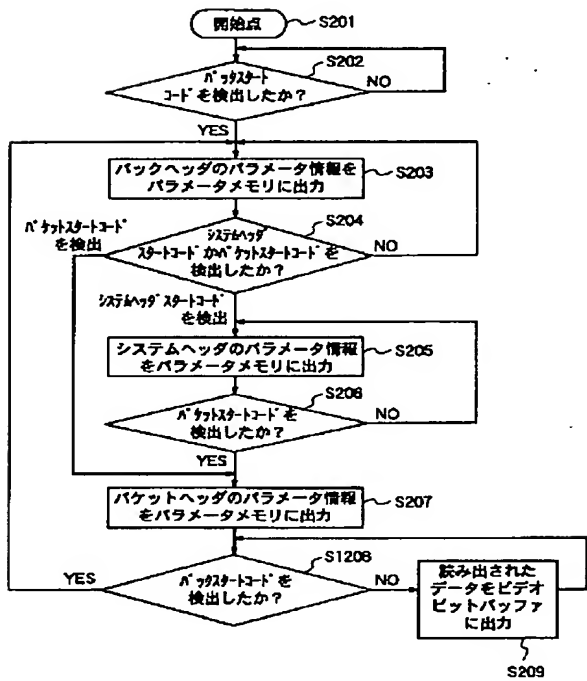 開始点
S201
S202
パックスタート
コードを検出したか?
NO
YES
パックヘッダのパラメータ情報を
パラメータメモリに出力
S203
S204
パケットスタートコード
を検出
システムヘッダ
スタートコードかパケットスタートコードを
検出したか?
NO
システムヘッダスタートコード
を検出
システムヘッダのパラメータ情報
をパラメータメモリに出力
S205
S206
パケットスタートコードを
検出したか?
NO
YES
パケットヘッダのパラメータ情報
をパラメータメモリに出力
S207
S1208
YES
パックスタートコードを
検出したか?
NO
読み出された
データをビデオ
ビットバッファ
に出力
S209